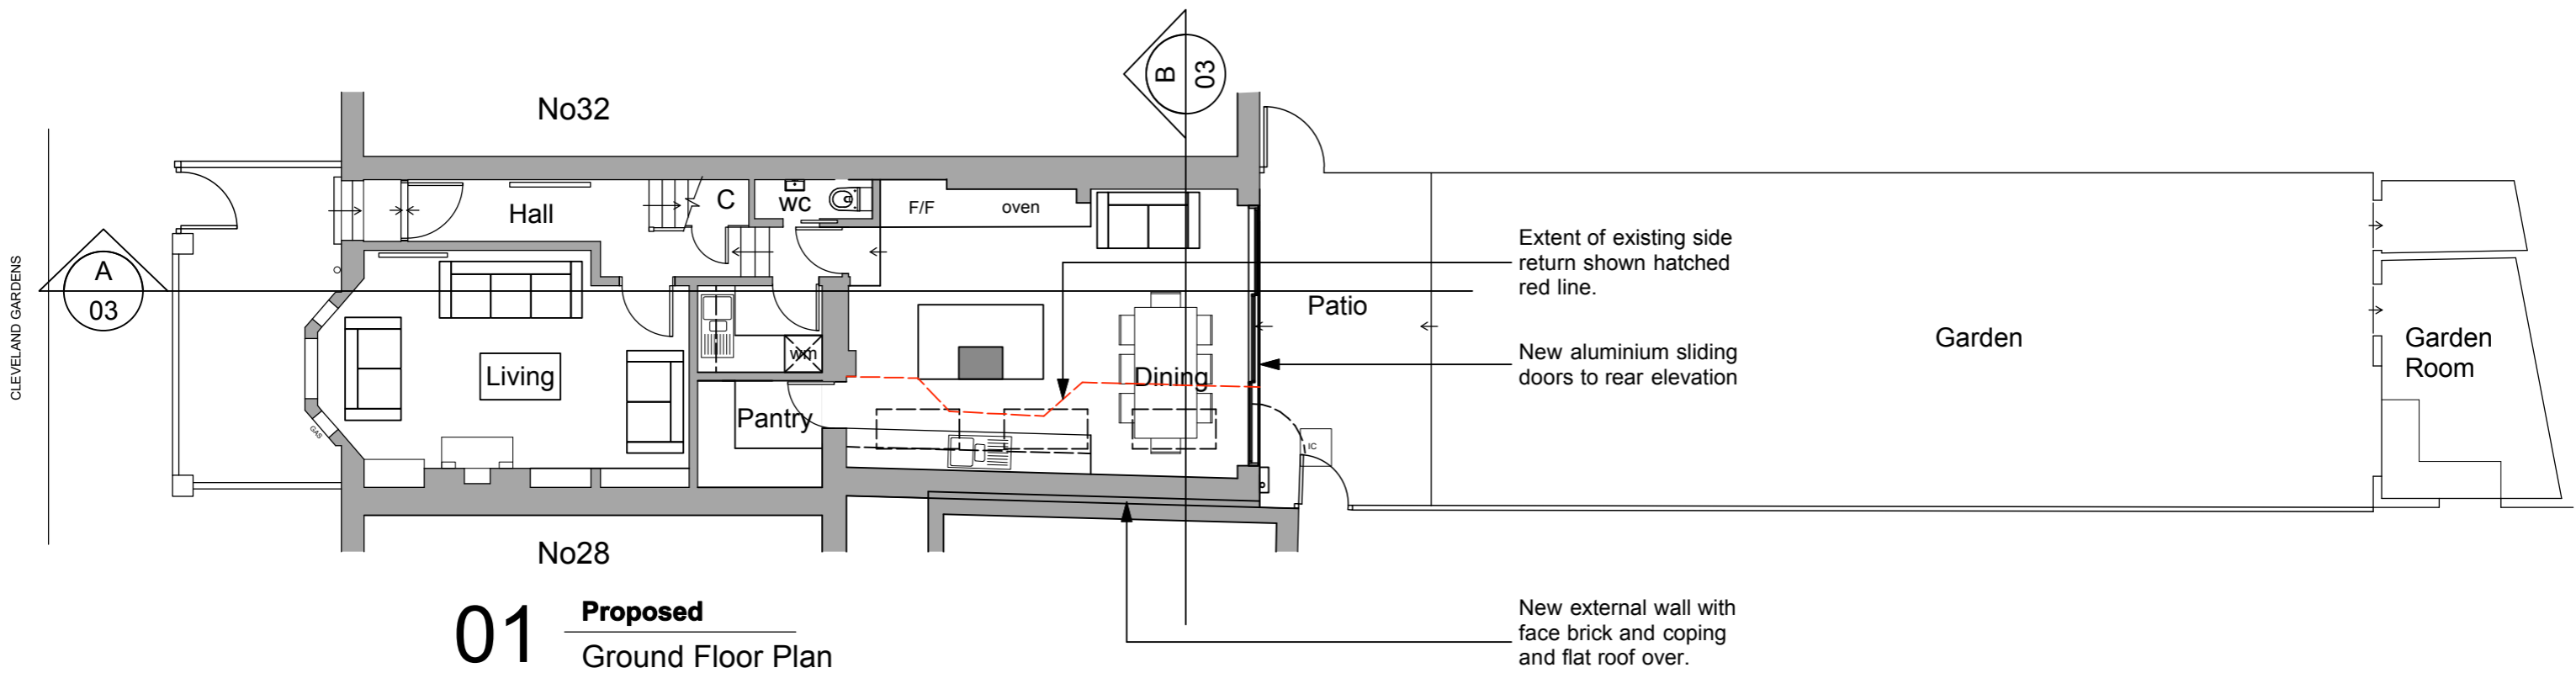 No32
B
03
CLEVELAND GARDENS
A
03
Hall
C
wc
F/F
oven
Living
GAS
wm
Pantry
Dining
IC
Patio
Garden
Garden
Room
Extent of existing side
return shown hatched
red line.
New aluminium sliding
doors to rear elevation
New external wall with
face brick and coping
and flat roof over.
No28
01
Proposed
Ground Floor Plan